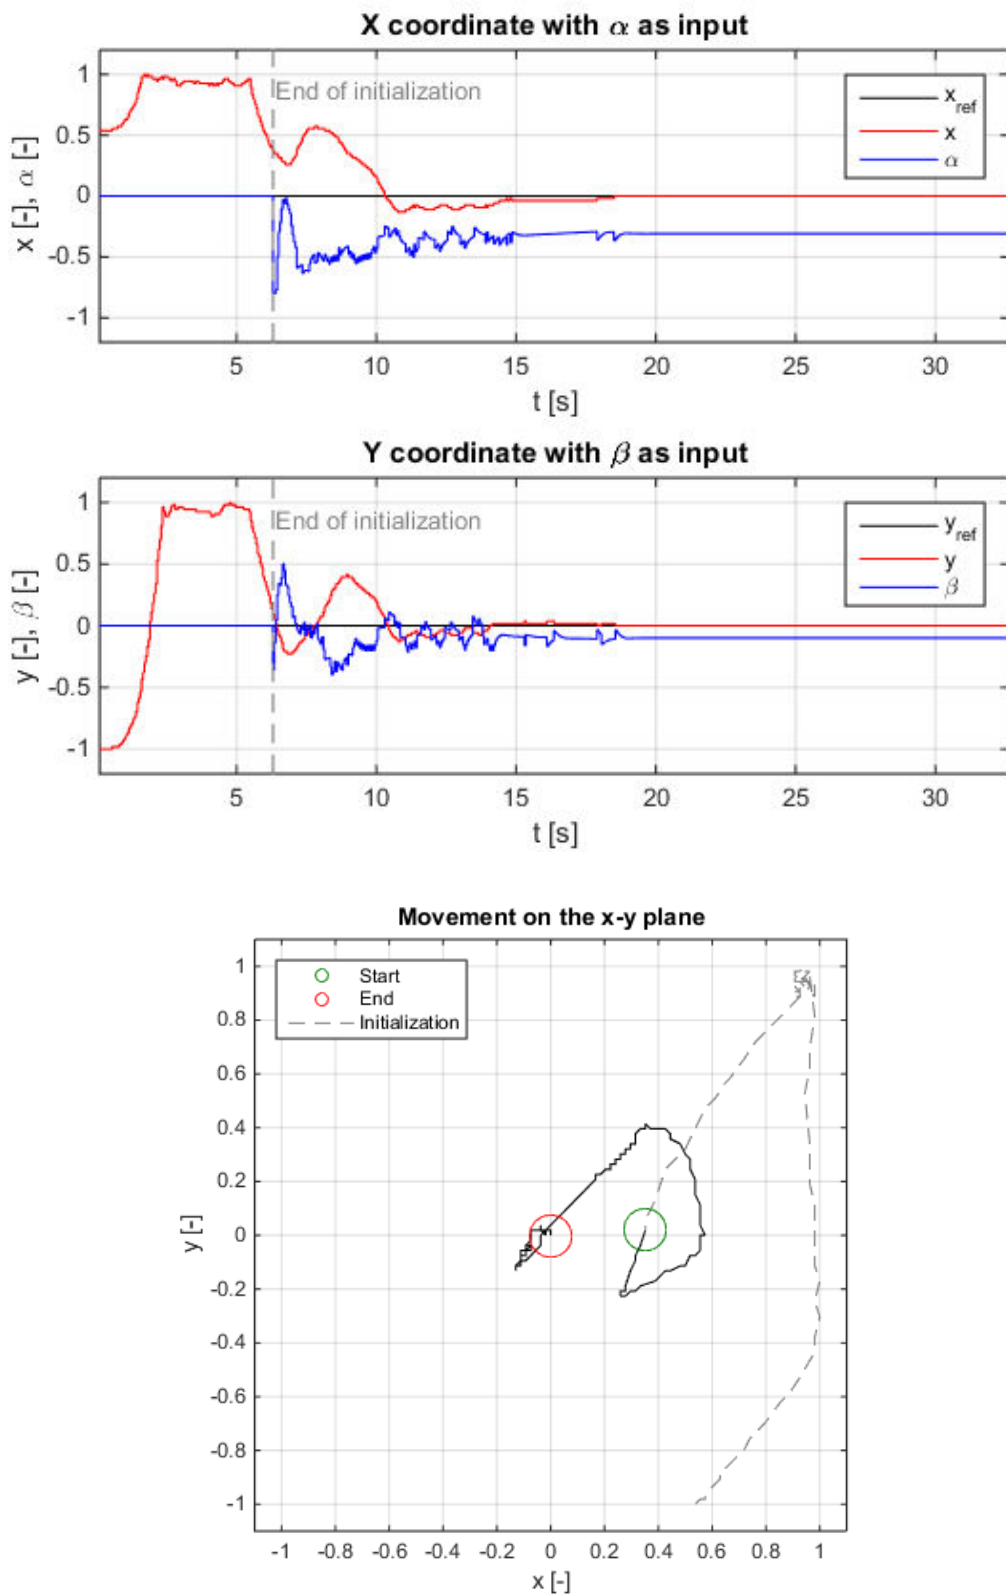 X coordinate with α as input
1
0.5
0
-0.5
-1
x [-], α [-]
End of initialization
x_ref
x
α
5 10 15 20 25 30
t [s]
Y coordinate with β as input
1
0.5
0
-0.5
-1
y [-], β [-]
End of initialization
y_ref
y
β
5 10 15 20 25 30
t [s]
Movement on the x-y plane
1
0.8
0.6
0.4
0.2
0
-0.2
-0.4
-0.6
-0.8
-1
y [-]
Start
End
Initialization
-1 -0.8 -0.6 -0.4 -0.2 0 0.2 0.4 0.6 0.8 1
x [-]